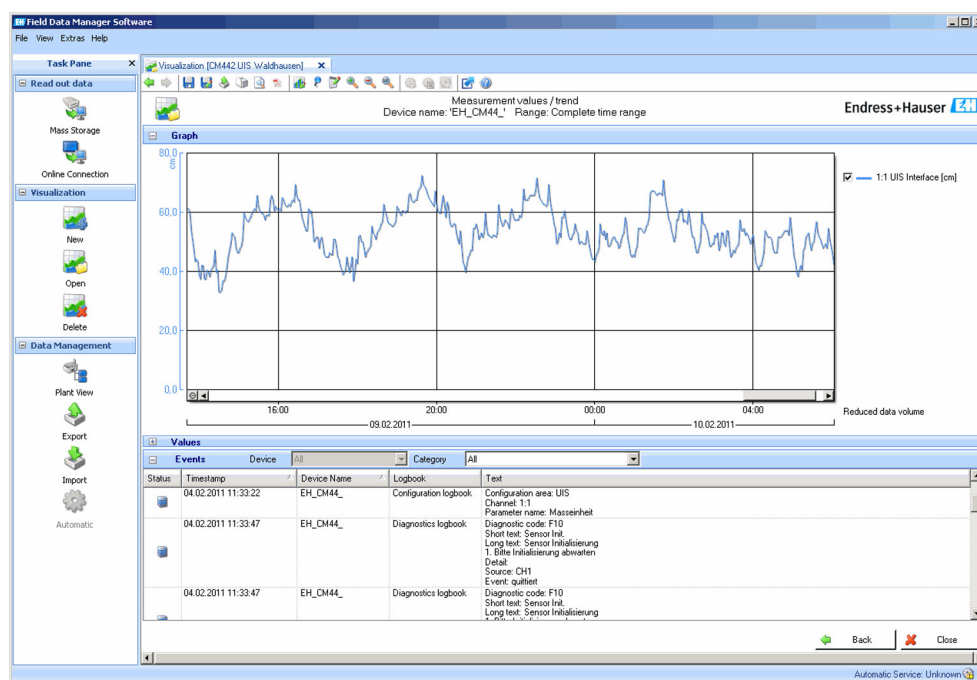 Field Data Manager Software
File View Extras Help
Task Pane X
Read out data
Mass Storage
Online Connection
Visualization
New
Open
Delete
Data Management
Plant View
Export
Import
Automatic
Visualization [CM442 UIS Waldhausen] X
Measurement values / trend
Device name: 'EH_CM44_' Range: Complete time range
Endress+Hauser EH
Graph
80,0
cm
60,0
40,0
20,0
0,0
16:00 20:00 00:00 04:00
09.02.2011 10.02.2011
1:1 UIS Interface [cm]
Reduced data volume
Values
Events Device All Category All
Status Timestamp Device Name Logbook Text
04.02.2011 11:33:22 EH_CM44_ Configuration logbook Configuration area: UIS
Channel: 1:1
Parameter name: Masseinheit
04.02.2011 11:33:47 EH_CM44_ Diagnostics logbook Diagnostic code: F10
Short text: Sensor Init.
Long text: Sensor Initialisierung
1. Bitte Initialisierung abwarten
Detail:
Source: CH1
Event: quittiert
04.02.2011 11:33:47 EH_CM44_ Diagnostics logbook Diagnostic code: F10
Short text: Sensor Init.
Long text: Sensor Initialisierung
Back Close
Automatic Service: Unknown